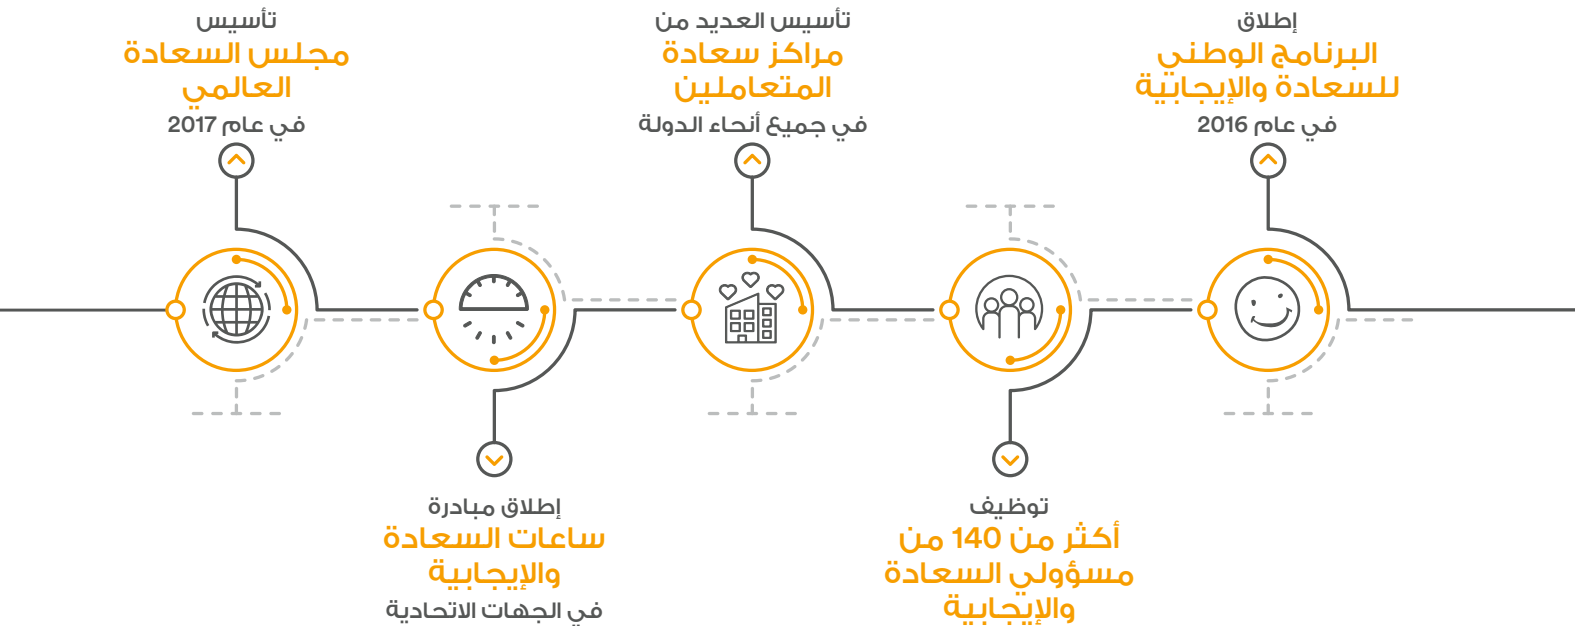 إطلاق
البرنامج الوطني
للسعادة والإيجابية
في عام 2016
توظيف
أكثر من 140 من
مسؤولي السعادة
والإيجابية
تأسيس العديد من
مراكز سعادة
المتعاملين
في جميع أنحاء الدولة
إطلاق مبادرة
ساعات السعادة
والإيجابية
في الجهات الاتحادية
تأسيس
مجلس السعادة
العالمي
في عام 2017